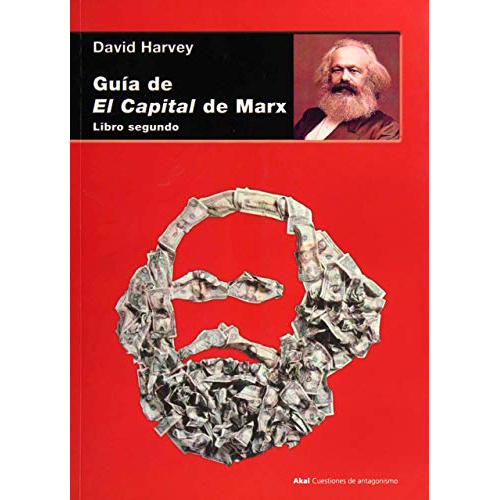 David Harvey
Guía de
El Capital de Marx
Libro segundo
Akal Cuestiones de antagonismo